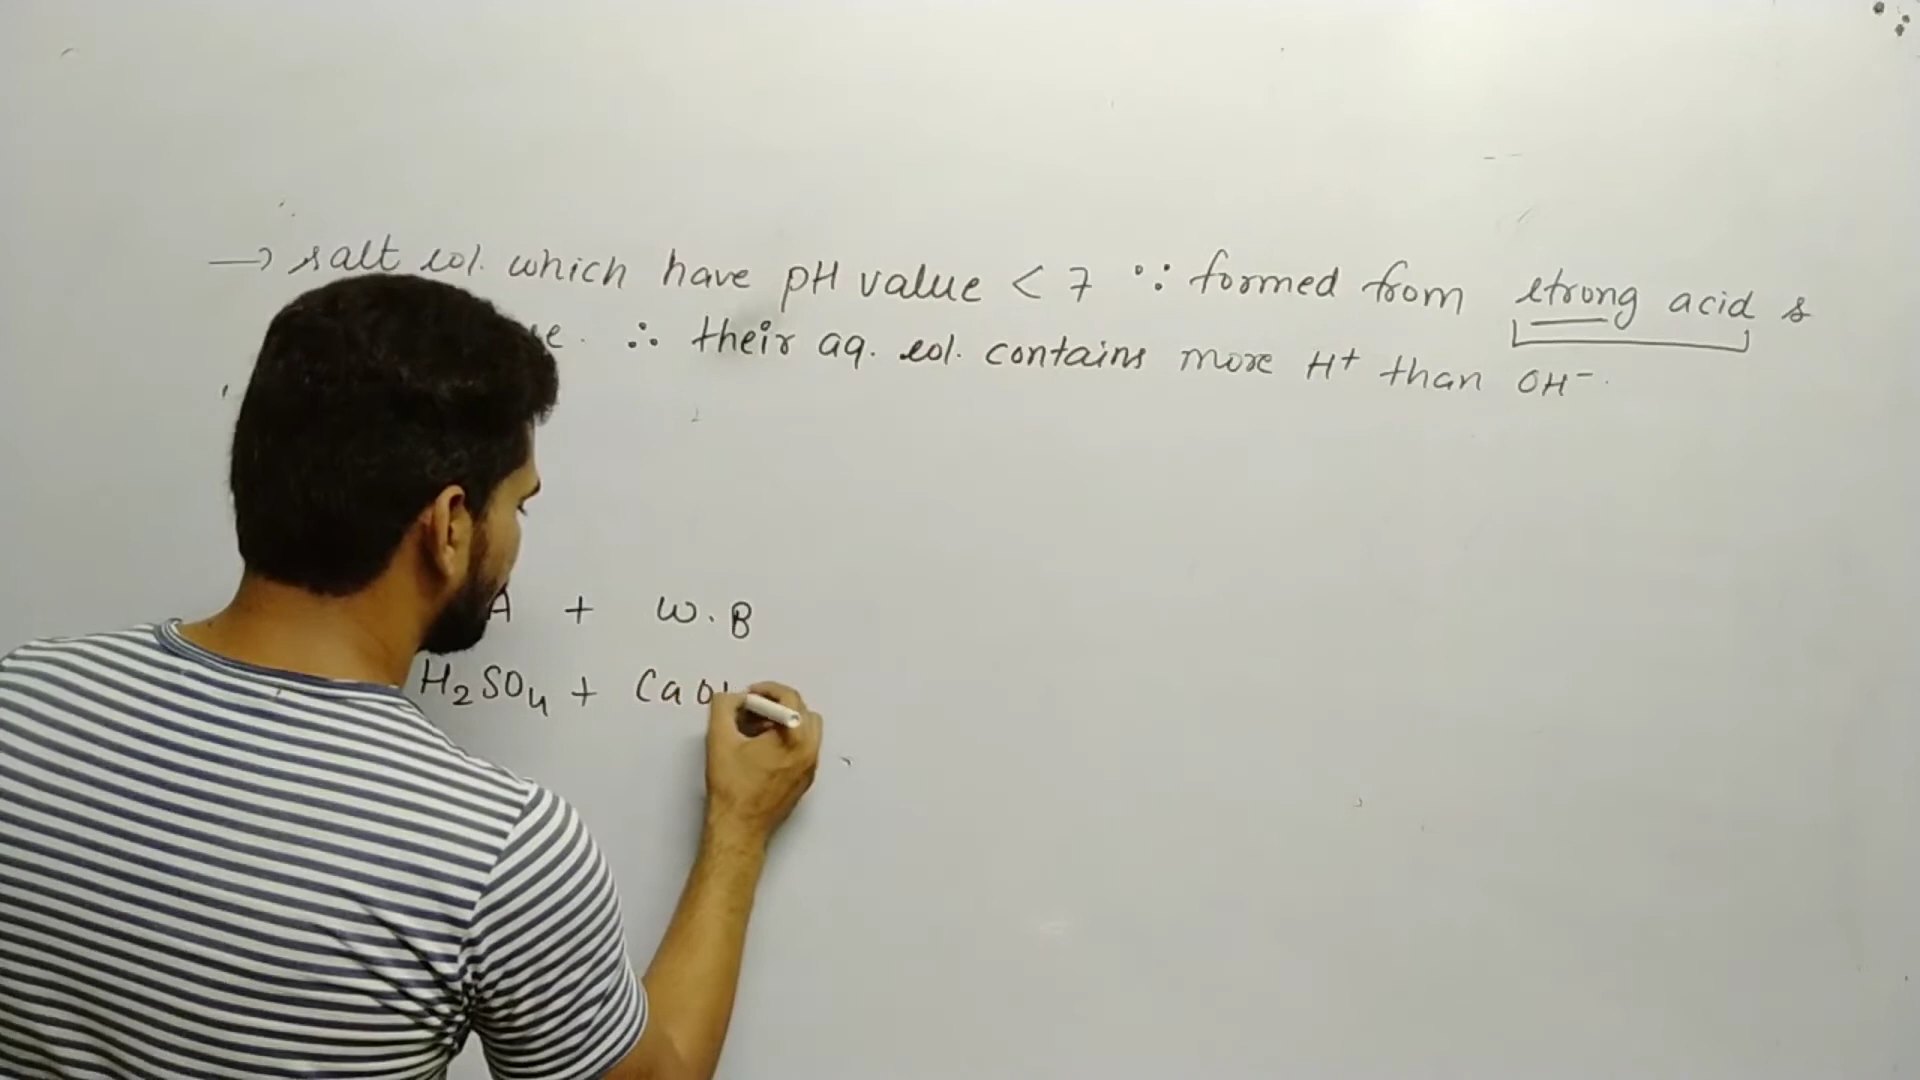 → salt sol. which have pH value < 7 ∵ formed from strong acid &
∴ their aq. sol. contains more H+ than OH-.
A + W.B
H2SO4 + Ca